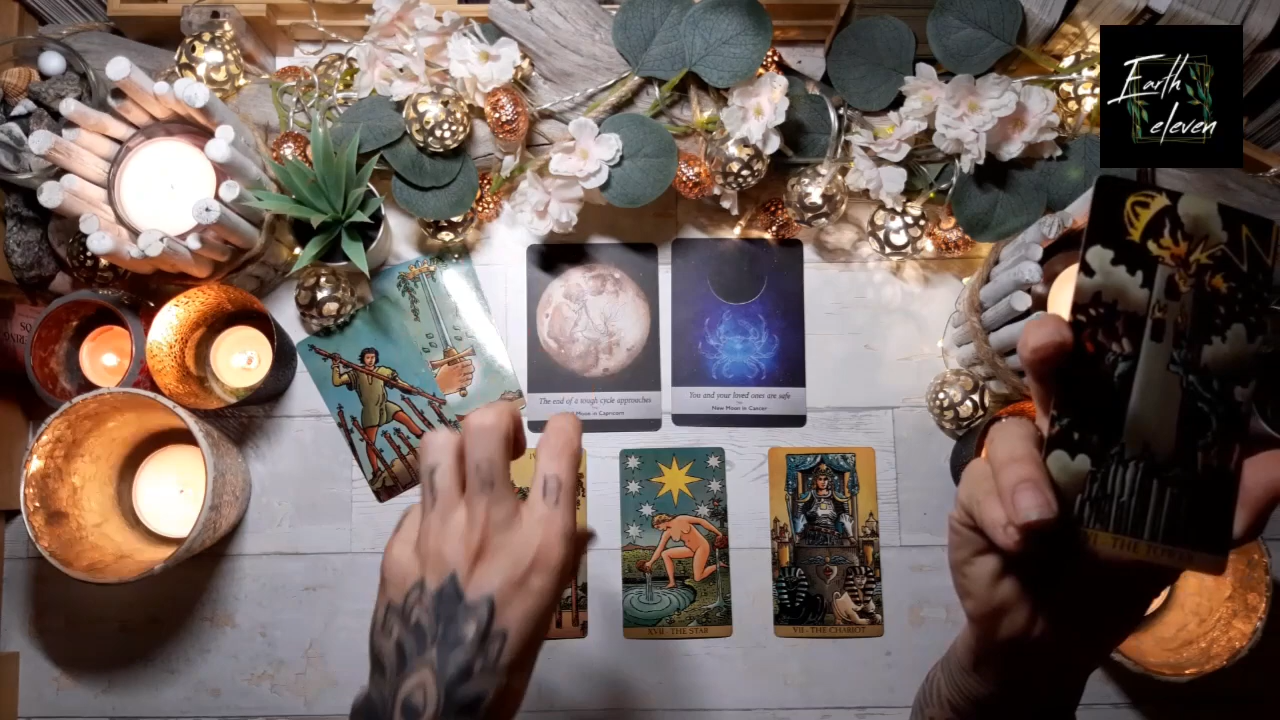 Earth
eleven
The end of a tough cycle approaches
Moon in Capricorn
You and your loved ones are safe
New Moon in Cancer
XVII - THE STAR
VII - THE CHARIOT
THE TOWER